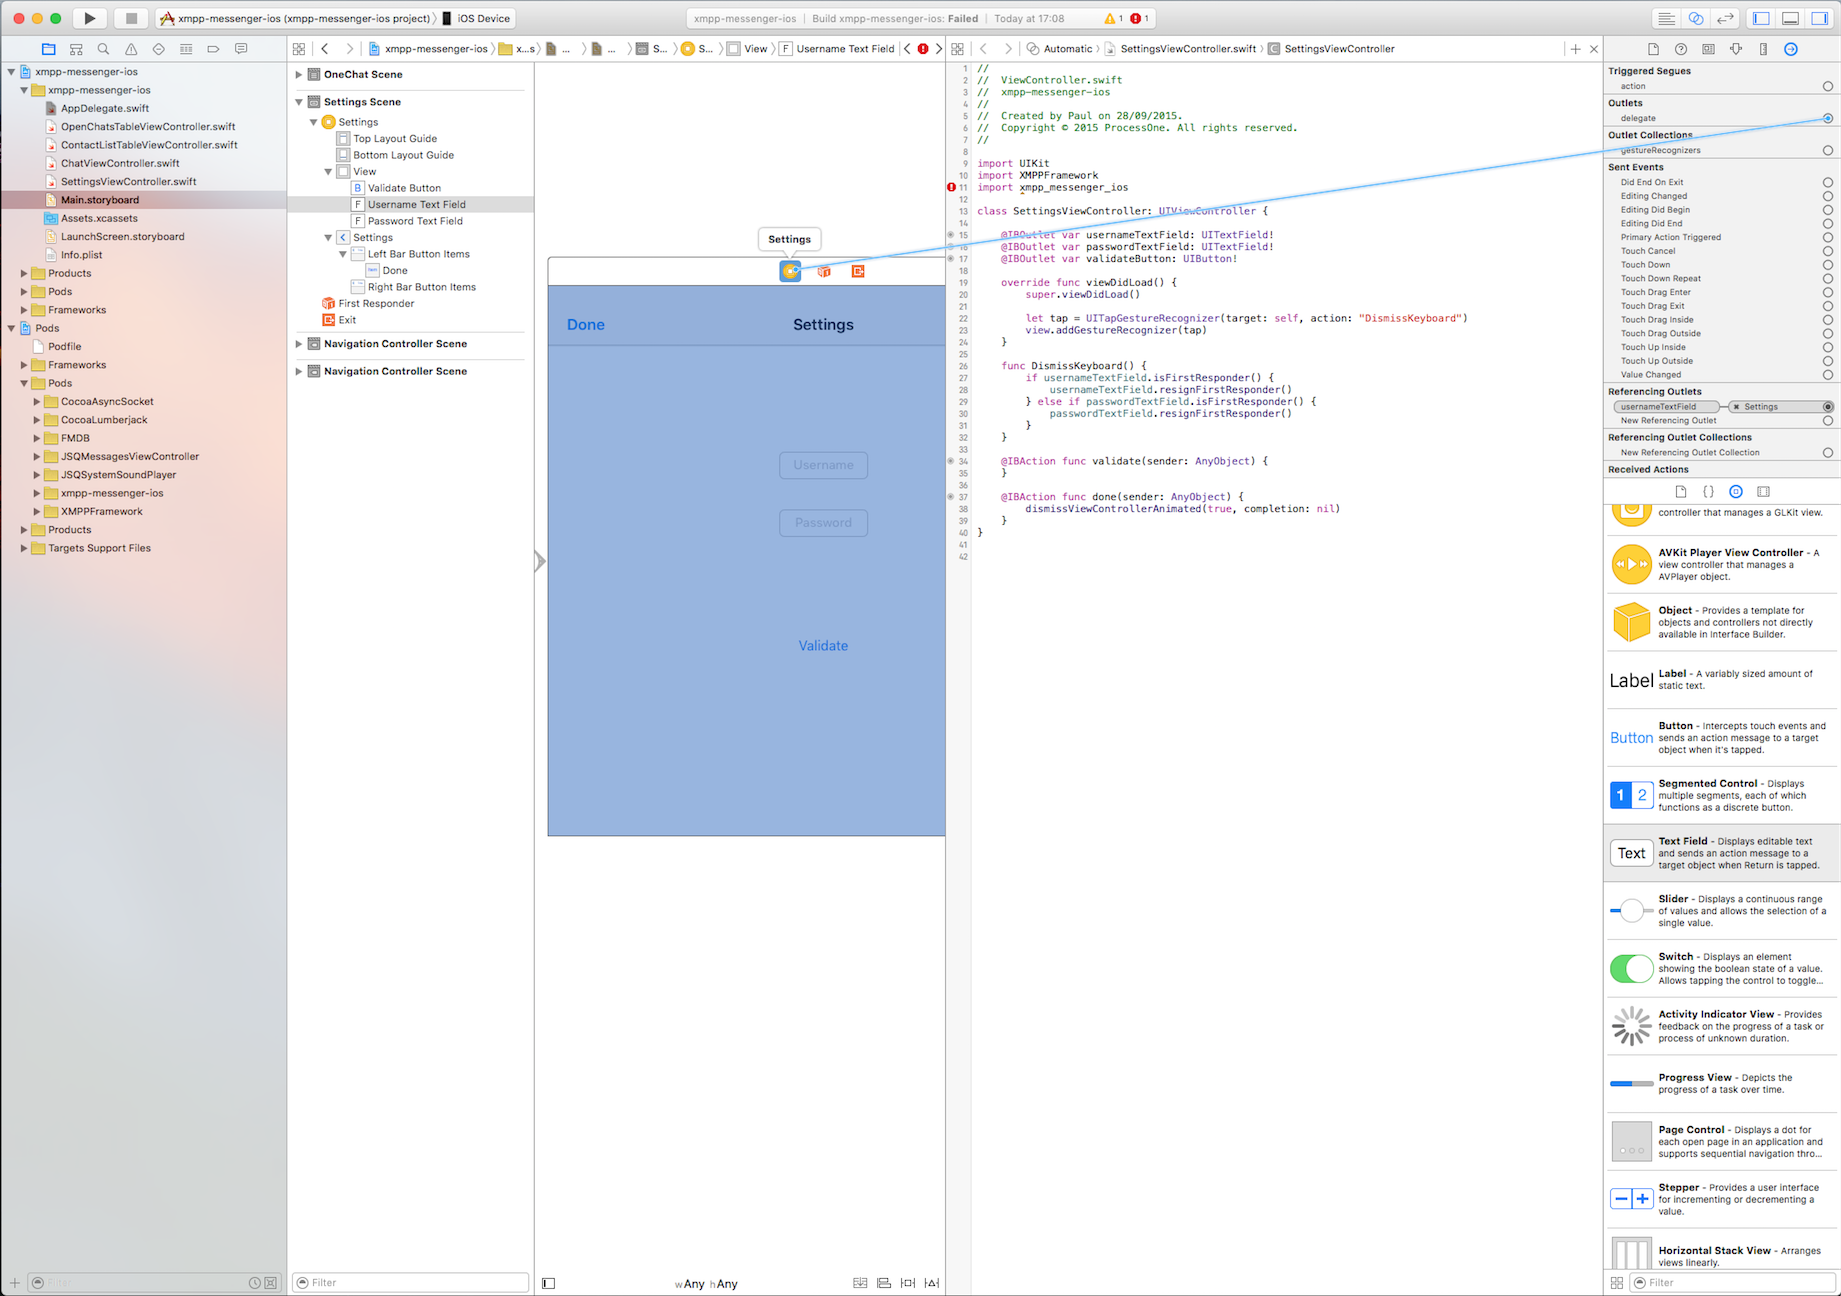 xmpp-messenger-ios (xmpp-messenger-ios project) iOS Device
xmpp-messenger-ios | Build xmpp-messenger-ios: Failed | Today at 17:08 1 1
xmpp-messenger-ios x...s) ... ... S... S... View F Username Text Field
Automatic SettingsViewController.swift SettingsViewController
xmpp-messenger-ios
xmpp-messenger-ios
AppDelegate.swift
OpenChatsTableViewController.swift
ContactListTableViewController.swift
ChatViewController.swift
SettingsViewController.swift
Main.storyboard
Assets.xcassets
LaunchScreen.storyboard
Info.plist
Products
Pods
Frameworks
Pods
Podfile
Frameworks
Pods
CocoaAsyncSocket
CocoaLumberjack
FMDB
JSQMessagesViewController
JSQSystemSoundPlayer
xmpp-messenger-ios
XMPPFramework
Products
Targets Support Files
Filter
OneChat Scene
Settings Scene
Settings
Top Layout Guide
Bottom Layout Guide
View
B Validate Button
F Username Text Field
F Password Text Field
Settings
Left Bar Button Items
Done
Right Bar Button Items
First Responder
Exit
Navigation Controller Scene
Navigation Controller Scene
Filter
Settings
Done Settings
Username
Password
Validate
wAny hAny
1 //
2 //  ViewController.swift
3 //  xmpp-messenger-ios
4 //
5 //  Created by Paul on 28/09/2015.
6 //  Copyright © 2015 ProcessOne. All rights reserved.
7 //
8
9 import UIKit
10 import XMPPFramework
11 import xmpp_messenger_ios
12
13 class SettingsViewController: UIViewController {
14
15 @IBOutlet var usernameTextField: UITextField!
16 @IBOutlet var passwordTextField: UITextField!
17 @IBOutlet var validateButton: UIButton!
18
19 override func viewDidLoad() {
20 super.viewDidLoad()
21
22 let tap = UITapGestureRecognizer(target: self, action: "DismissKeyboard")
23 view.addGestureRecognizer(tap)
24 }
25
26 func DismissKeyboard() {
27 if usernameTextField.isFirstResponder() {
28 usernameTextField.resignFirstResponder()
29 } else if passwordTextField.isFirstResponder() {
30 passwordTextField.resignFirstResponder()
31 }
32 }
33
34 @IBAction func validate(sender: AnyObject) {
35 }
36
37 @IBAction func done(sender: AnyObject) {
38 dismissViewControllerAnimated(true, completion: nil)
39 }
40 }
41
42
Triggered Segues
action
Outlets
delegate
Outlet Collections
gestureRecognizers
Sent Events
Did End On Exit
Editing Changed
Editing Did Begin
Editing Did End
Primary Action Triggered
Touch Cancel
Touch Down
Touch Down Repeat
Touch Drag Enter
Touch Drag Exit
Touch Drag Inside
Touch Drag Outside
Touch Up Inside
Touch Up Outside
Value Changed
Referencing Outlets
usernameTextField Settings
New Referencing Outlet
Referencing Outlet Collections
New Referencing Outlet Collection
Received Actions
controller that manages a GLKit view.
AVKit Player View Controller - A
view controller that manages a
AVPlayer object.
Object - Provides a template for
objects and controllers not directly
available in Interface Builder.
Label Label - A variably sized amount of
static text.
Button - Intercepts touch events and
Button sends an action message to a target
object when it's tapped.
Segmented Control - Displays
1 2 multiple segments, each of which
functions as a discrete button.
Text Field - Displays editable text
Text and sends an action message to a
target object when Return is tapped.
Slider - Displays a continuous range
of values and allows the selection of a
single value.
Switch - Displays an element
showing the boolean state of a value.
Allows tapping the control to toggle...
Activity Indicator View - Provides
feedback on the progress of a task or
process of unknown duration.
Progress View - Depicts the
progress of a task over time.
Page Control - Displays a dot for
each open page in an application and
supports sequential navigation thro...
Stepper - Provides a user interface
for incrementing or decrementing a
value.
Horizontal Stack View - Arranges
views linearly.
Filter